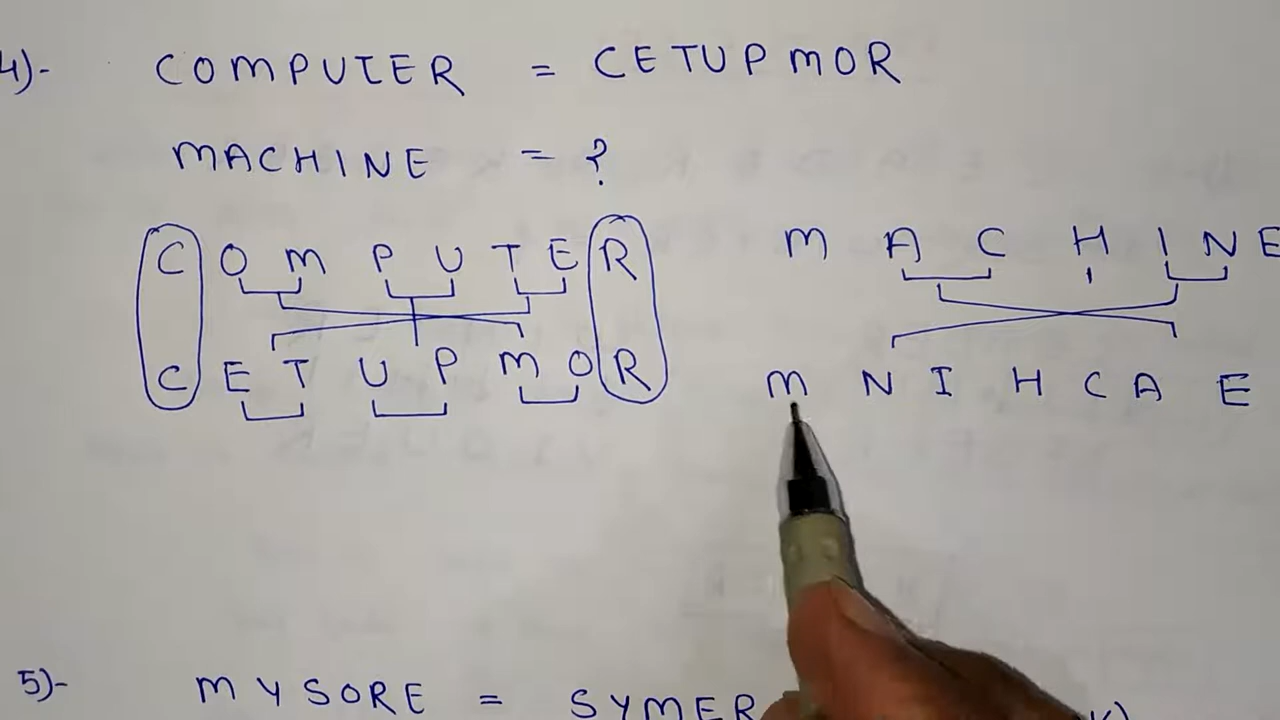 4)- COMPUTER = CETUPMOR
MACHINE = ?
C O M P U T E R M A C H I N E
C E T U P M O R M N I H C A E
5)- MYSORE = SYMER